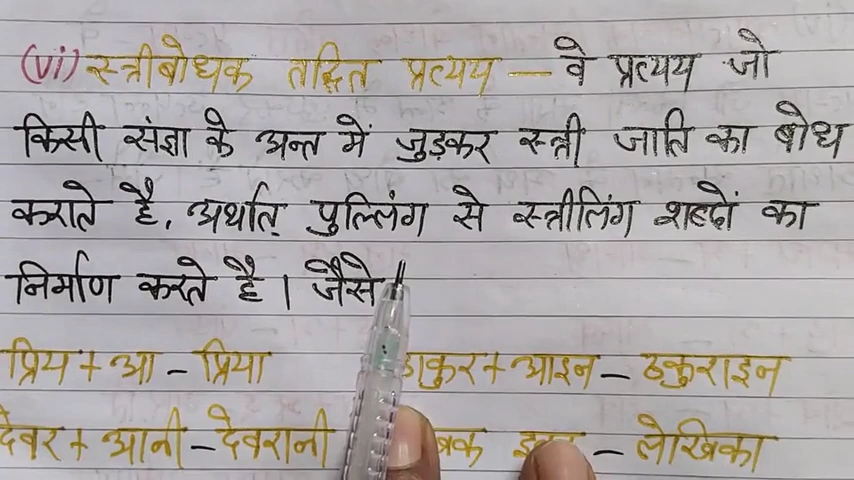 (vi) स्त्रीबोधक तद्धित प्रत्यय — वे प्रत्यय जो
किसी संज्ञा के अन्त में जुड़कर स्त्री जाति का बोध
कराते है, अर्थात् पुल्लिंग से स्त्रीलिंग शब्दों का
निर्माण करते है । जैसे
प्रिय + आ – प्रिया ठाकुर + आइन – ठकुराइन
देवर + आनी – देवरानी – लेखिका